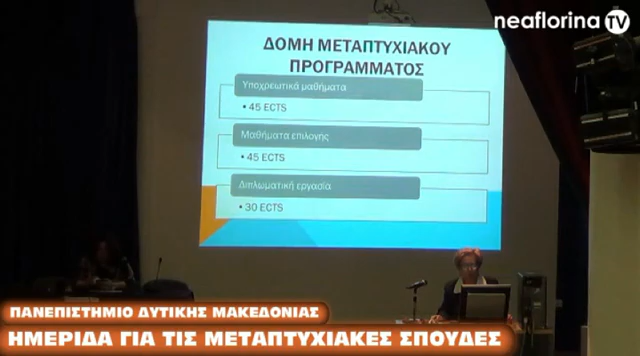 neaflorina TV
ΔΟΜΗ ΜΕΤΑΠΤΥΧΙΑΚΟΥ
ΠΡΟΓΡΑΜΜΑΤΟΣ
Υποχρεωτικά μαθήματα
• 45 ECTS
Μαθήματα επιλογης
• 45 ECTS
Διπλωματική εργασία
• 30 ECTS
ΠΑΝΕΠΙΣΤΗΜΙΟ ΔΥΤΙΚΗΣ ΜΑΚΕΔΟΝΙΑΣ
ΗΜΕΡΙΔΑ ΓΙΑ ΤΙΣ ΜΕΤΑΠΤΥΧΙΑΚΕΣ ΣΠΟΥΔΕΣ